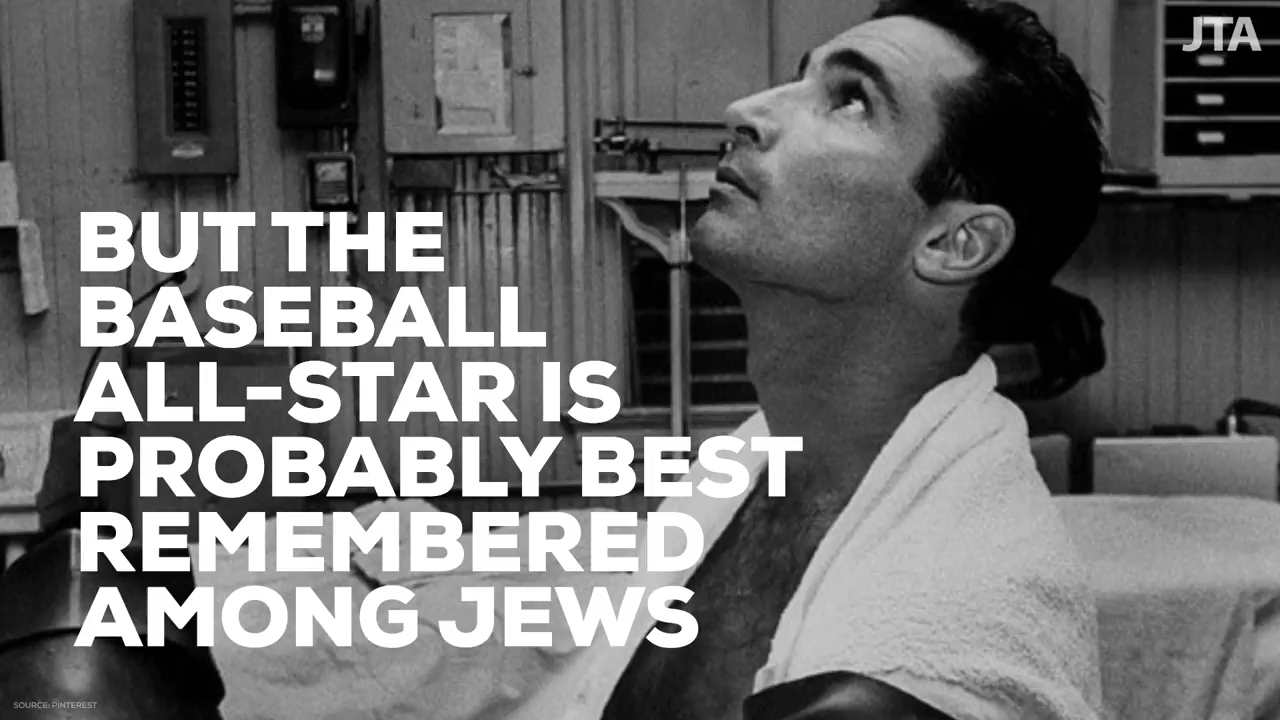 JTA
BUT THE
BASEBALL
ALL-STAR IS
PROBABLY BEST
REMEMBERED
AMONG JEWS
SOURCE: PINTEREST